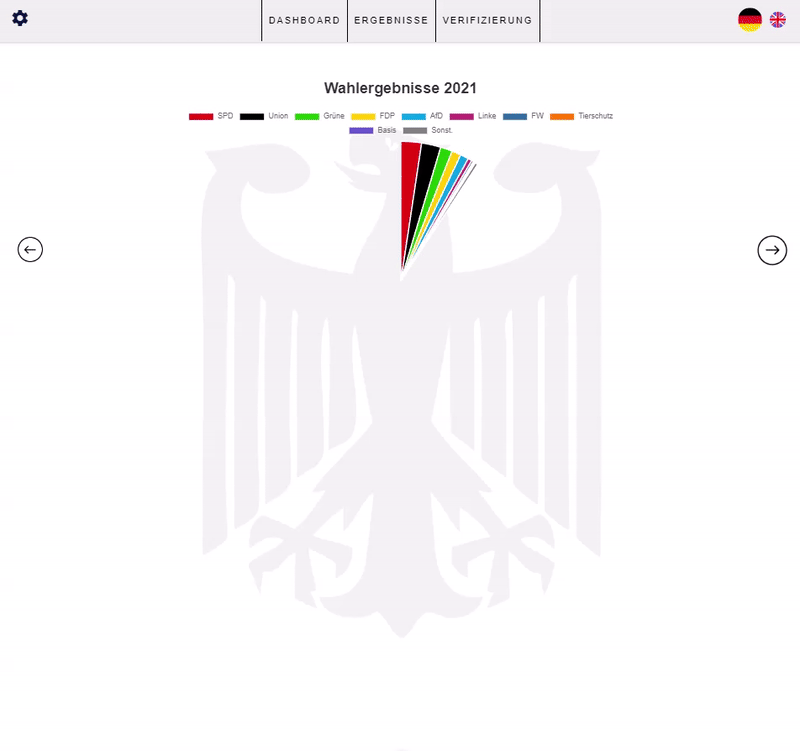 DASHBOARD ERGEBNISSE VERIFIZIERUNG
Wahlergebnisse 2021
SPD Union Grüne FDP AfD Linke FW Tierschutz
Basis Sonst.